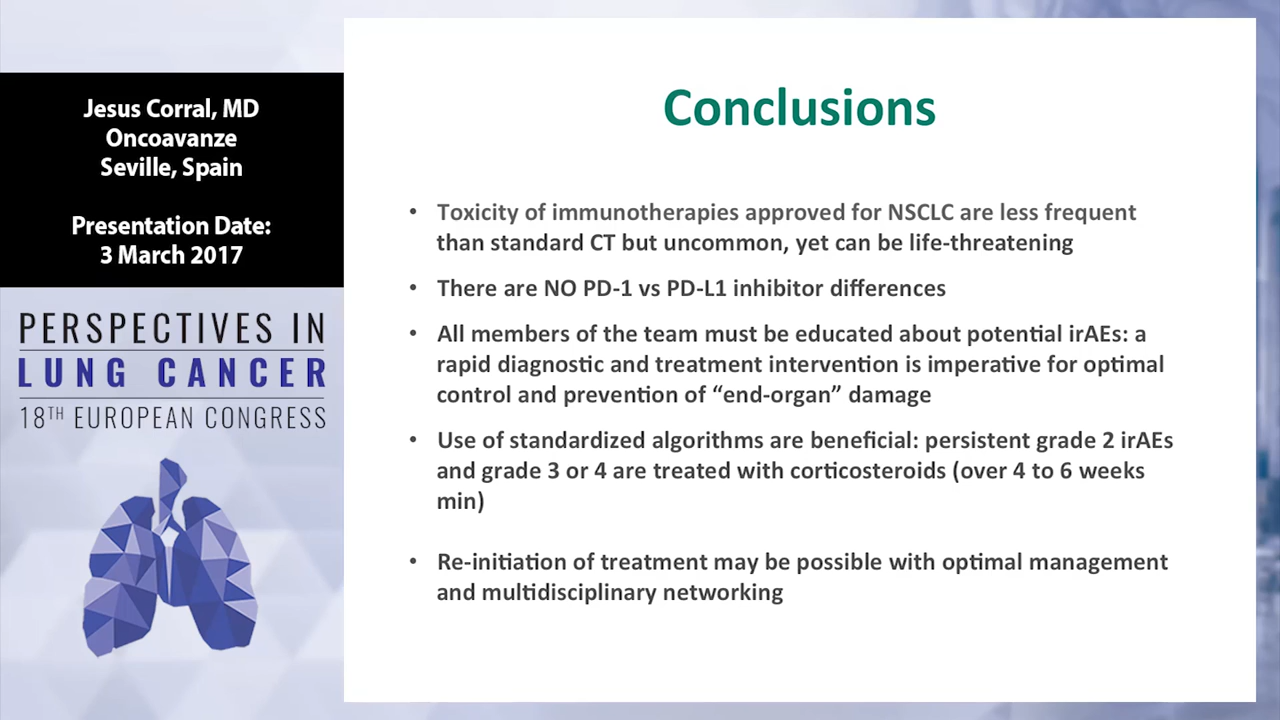 Jesus Corral, MD
Oncoavanze
Seville, Spain
Presentation Date:
3 March 2017
PERSPECTIVES IN
LUNG CANCER
18TH EUROPEAN CONGRESS
Conclusions
• Toxicity of immunotherapies approved for NSCLC are less frequent
than standard CT but uncommon, yet can be life-threatening
• There are NO PD-1 vs PD-L1 inhibitor differences
• All members of the team must be educated about potential irAEs: a
rapid diagnostic and treatment intervention is imperative for optimal
control and prevention of “end-organ” damage
• Use of standardized algorithms are beneficial: persistent grade 2 irAEs
and grade 3 or 4 are treated with corticosteroids (over 4 to 6 weeks
min)
• Re-initiation of treatment may be possible with optimal management
and multidisciplinary networking